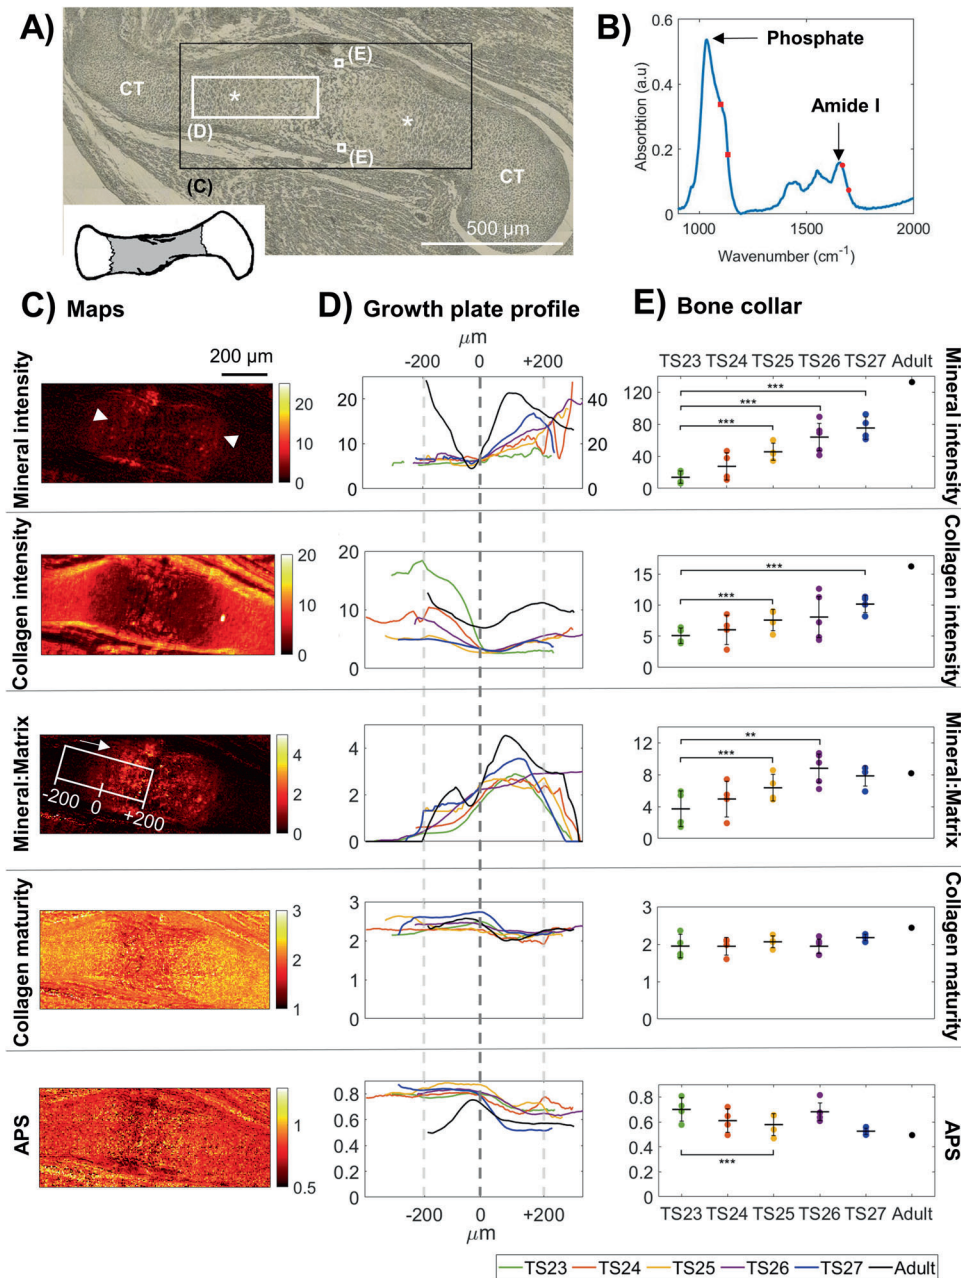 A)
CT
(E)
*
*
(D)
(E)
(C)
CT
500 µm
B)
0.6
0.4
0.2
0
Absorbtion (a.u)
Phosphate
Amide I
1000
1500
2000
Wavenumber (cm-1)
C) Maps
D) Growth plate profile
E) Bone collar
200 µm
µm
-200 0 +200
TS23 TS24 TS25 TS26 TS27 Adult
Mineral intensity
20
10
0
20
15
10
5
0
40
20
0
120
80
40
0
***
***
***
Mineral intensity
Collagen intensity
20
10
0
20
10
0
15
10
5
0
***
***
Collagen intensity
Mineral:Matrix
-200
0
+200
4
2
0
4
2
0
12
8
4
0
**
***
Mineral:Matrix
Collagen maturity
3
2
1
3
2
1
0
3
2
1
0
Collagen maturity
APS
1
0.5
0.8
0.6
0.4
0.2
0
0.8
0.6
0.4
0.2
0
***
APS
-200 0 +200
µm
TS23 TS24 TS25 TS26 TS27 Adult
TS23 TS24 TS25 TS26 TS27 Adult